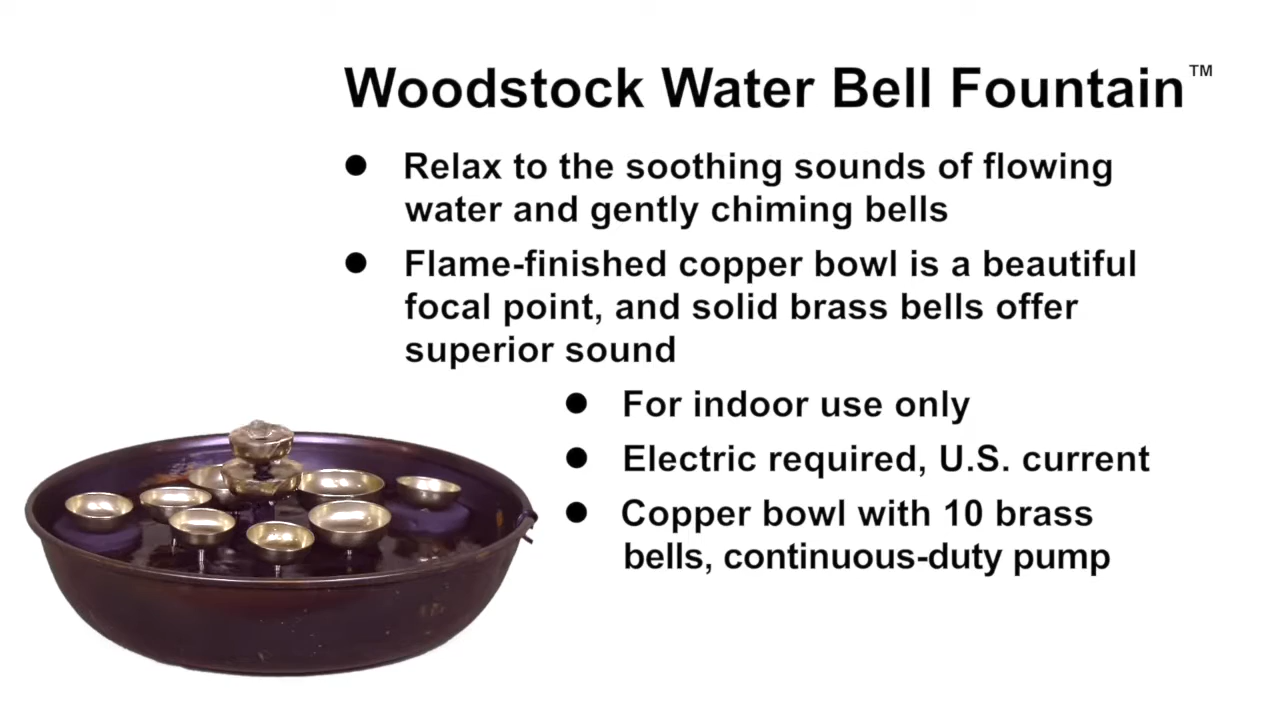 Woodstock Water Bell Fountain™
● Relax to the soothing sounds of flowing
water and gently chiming bells
● Flame-finished copper bowl is a beautiful
focal point, and solid brass bells offer
superior sound
● For indoor use only
● Electric required, U.S. current
● Copper bowl with 10 brass
bells, continuous-duty pump